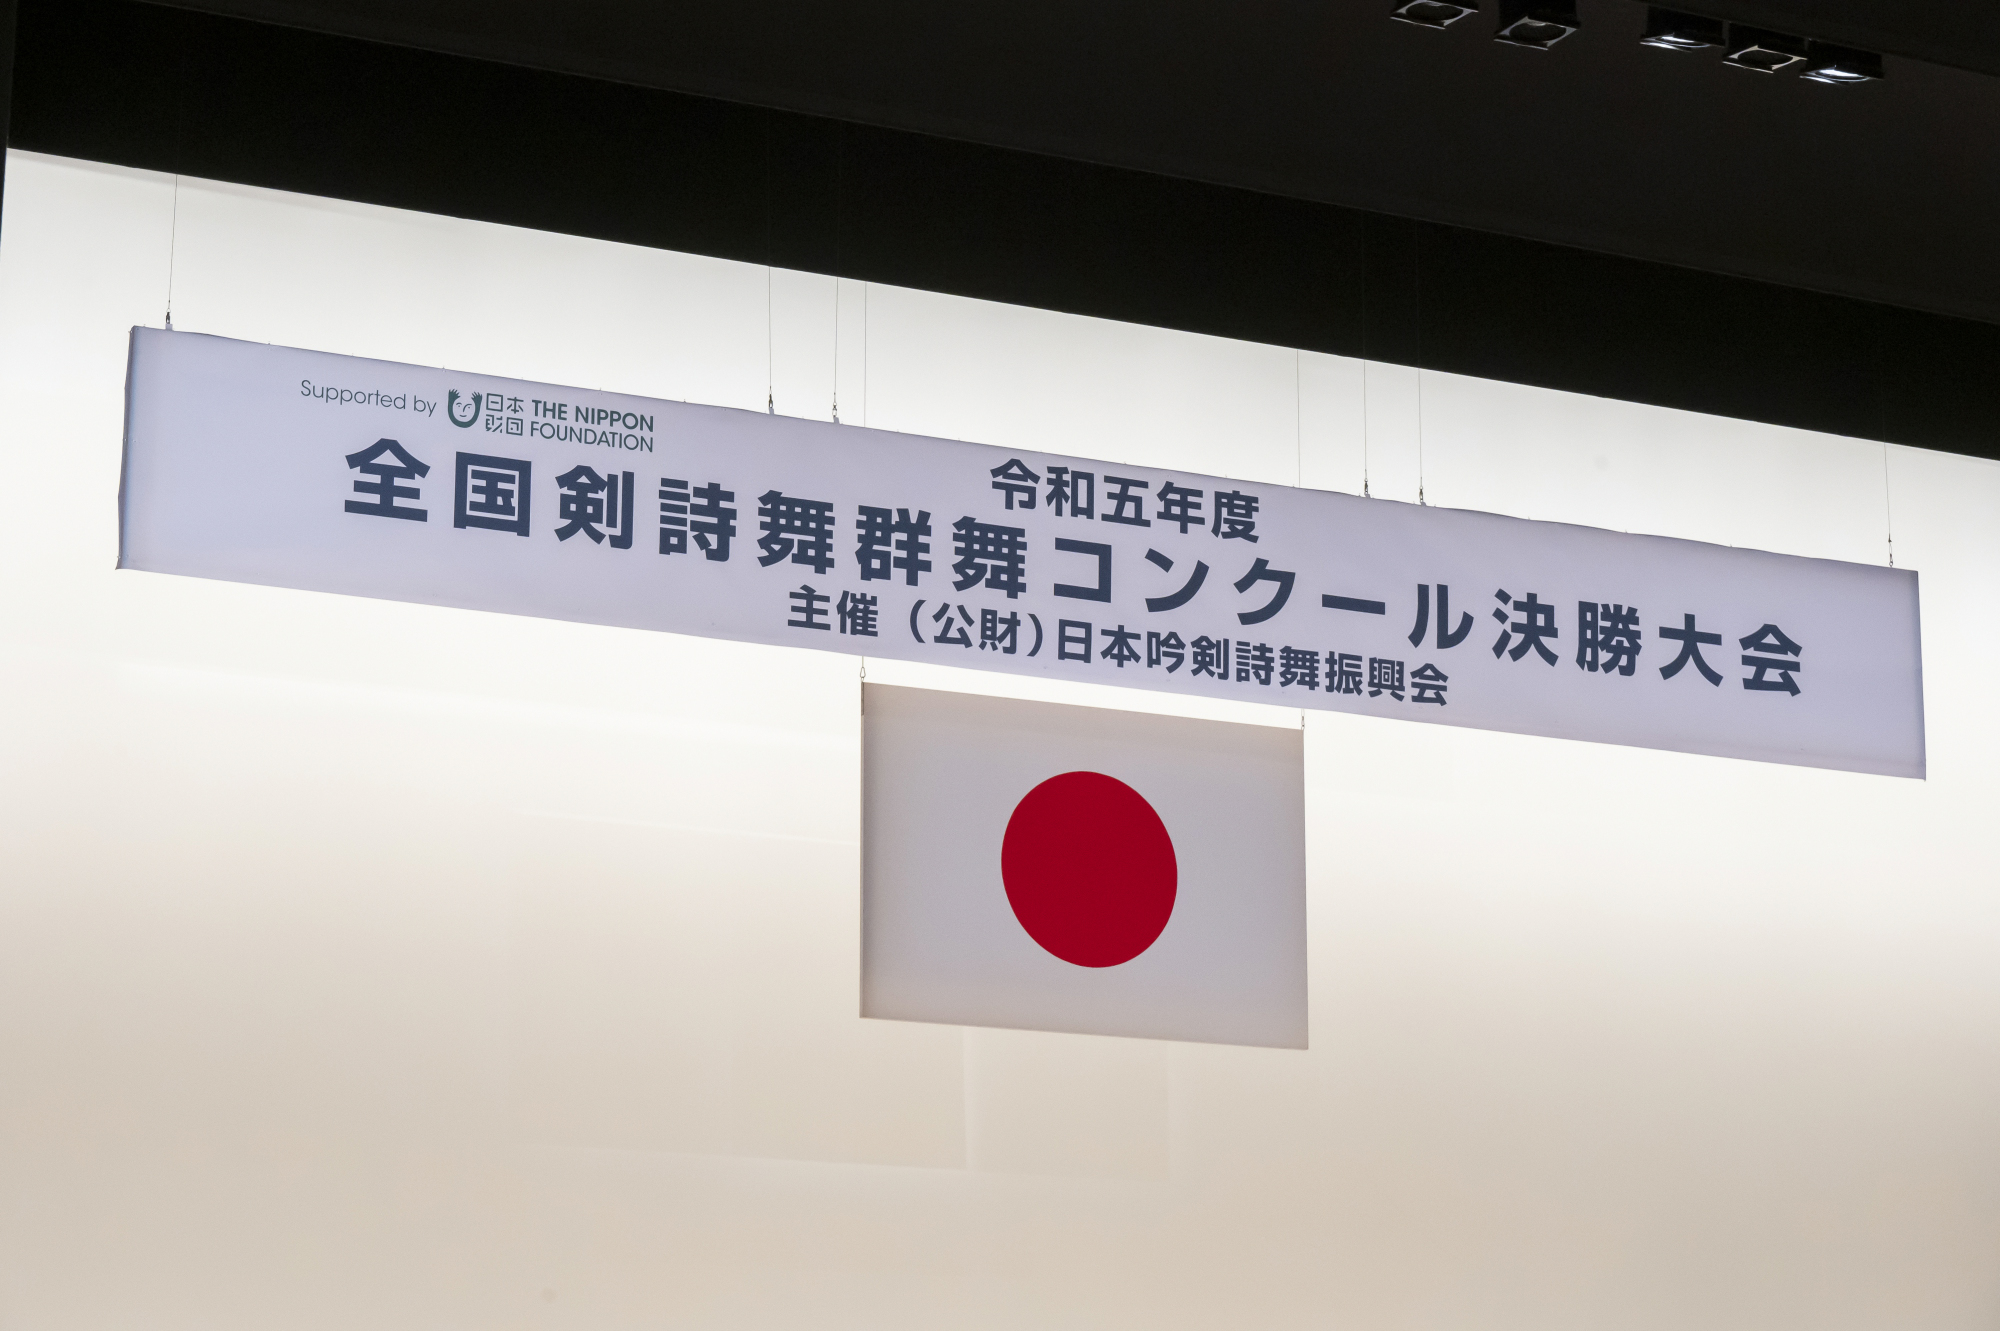 Supported by 日本財団 THE NIPPON FOUNDATION
令和五年度
全国剣詩舞群舞コンクール決勝大会
主催（公財）日本吟剣詩舞振興会